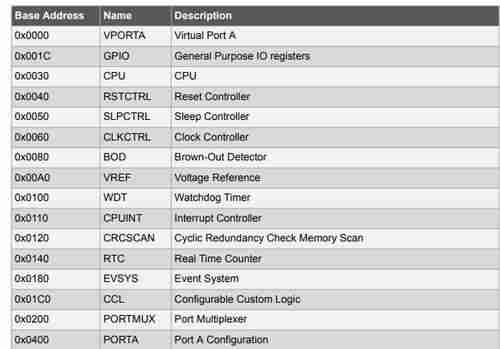 Base Address Name Description
0x0000 VPORTA Virtual Port A
0x001C GPIO General Purpose IO registers
0x0030 CPU CPU
0x0040 RSTCTRL Reset Controller
0x0050 SLPCTRL Sleep Controller
0x0060 CLKCTRL Clock Controller
0x0080 BOD Brown-Out Detector
0x00A0 VREF Voltage Reference
0x0100 WDT Watchdog Timer
0x0110 CPUINT Interrupt Controller
0x0120 CRCSCAN Cyclic Redundancy Check Memory Scan
0x0140 RTC Real Time Counter
0x0180 EVSYS Event System
0x01C0 CCL Configurable Custom Logic
0x0200 PORTMUX Port Multiplexer
0x0400 PORTA Port A Configuration